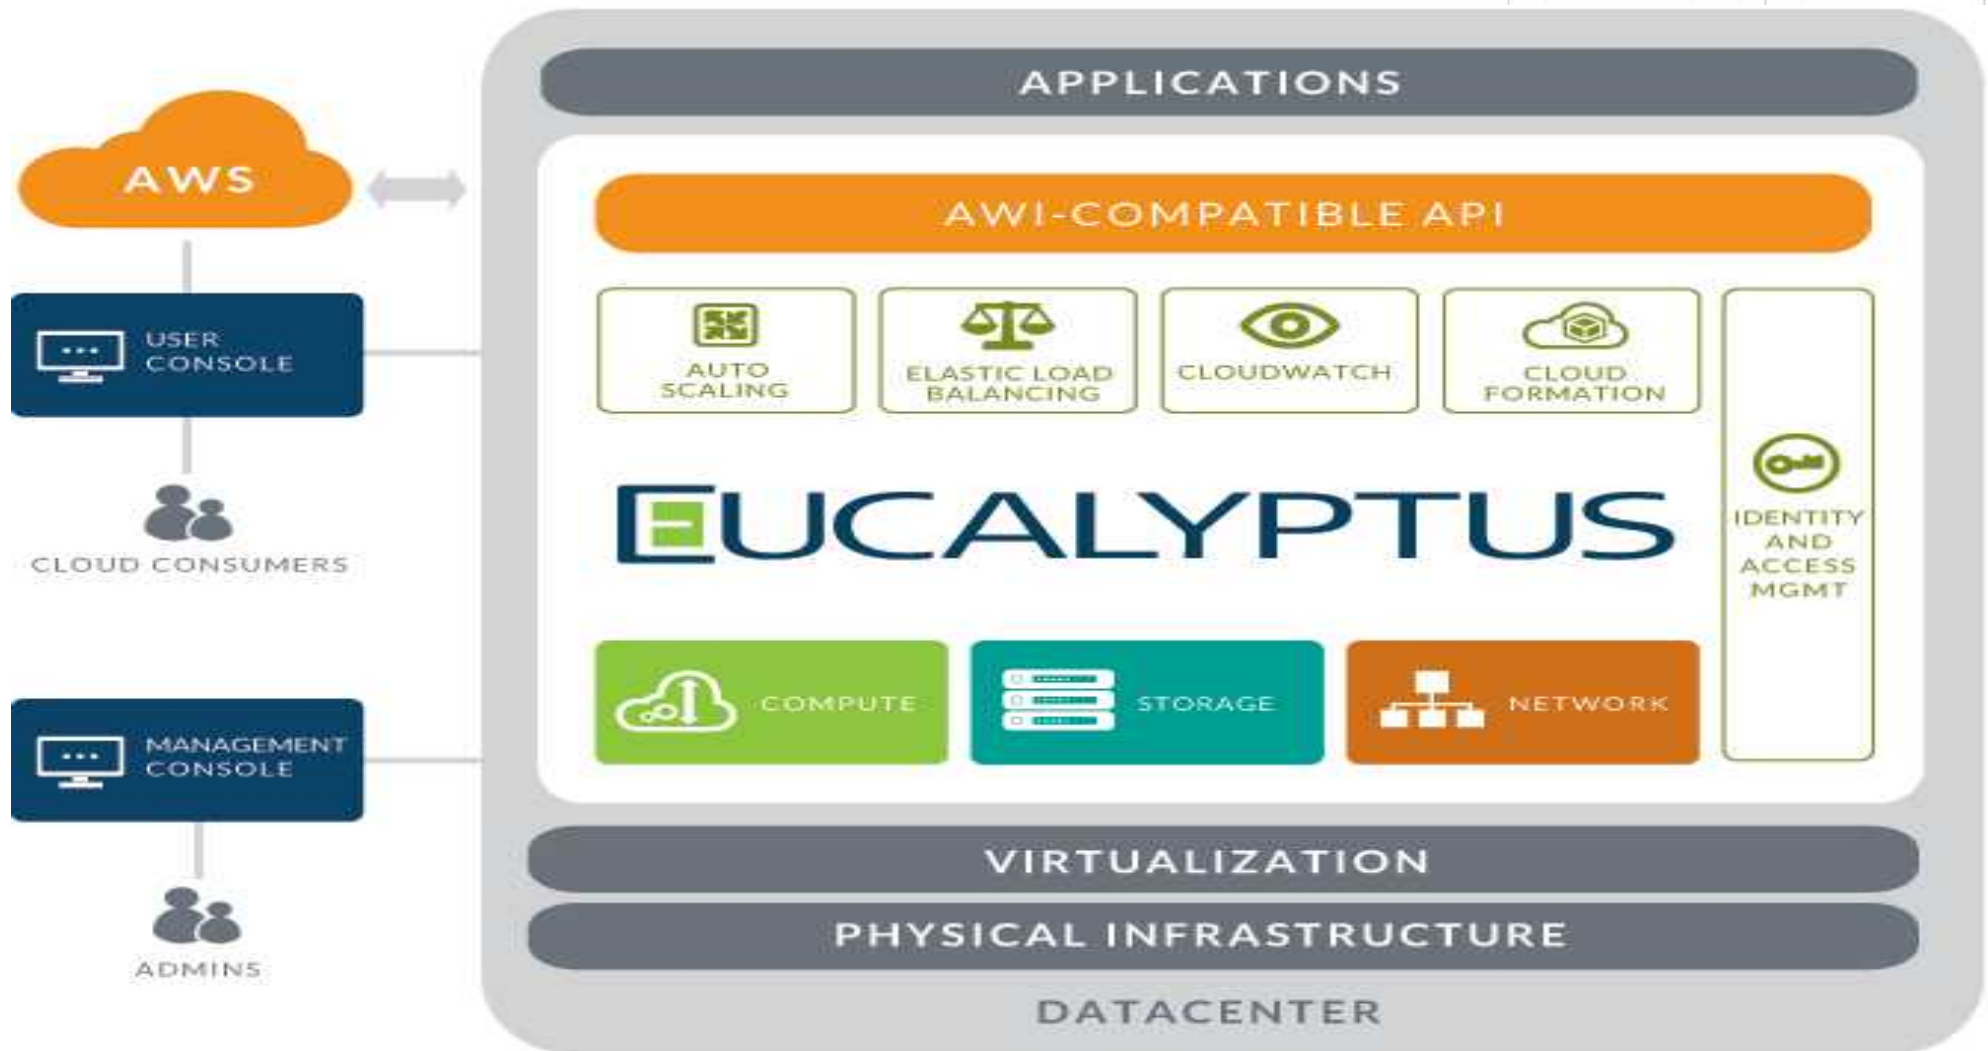 APPLICATIONS
AWS
AWI-COMPATIBLE API
USER
CONSOLE
AUTO
SCALING
ELASTIC LOAD
BALANCING
CLOUDWATCH
CLOUD
FORMATION
EUCALYPTUS
IDENTITY
AND
ACCESS
MGMT
CLOUD CONSUMERS
COMPUTE
STORAGE
NETWORK
MANAGEMENT
CONSOLE
VIRTUALIZATION
PHYSICAL INFRASTRUCTURE
ADMINS
DATACENTER